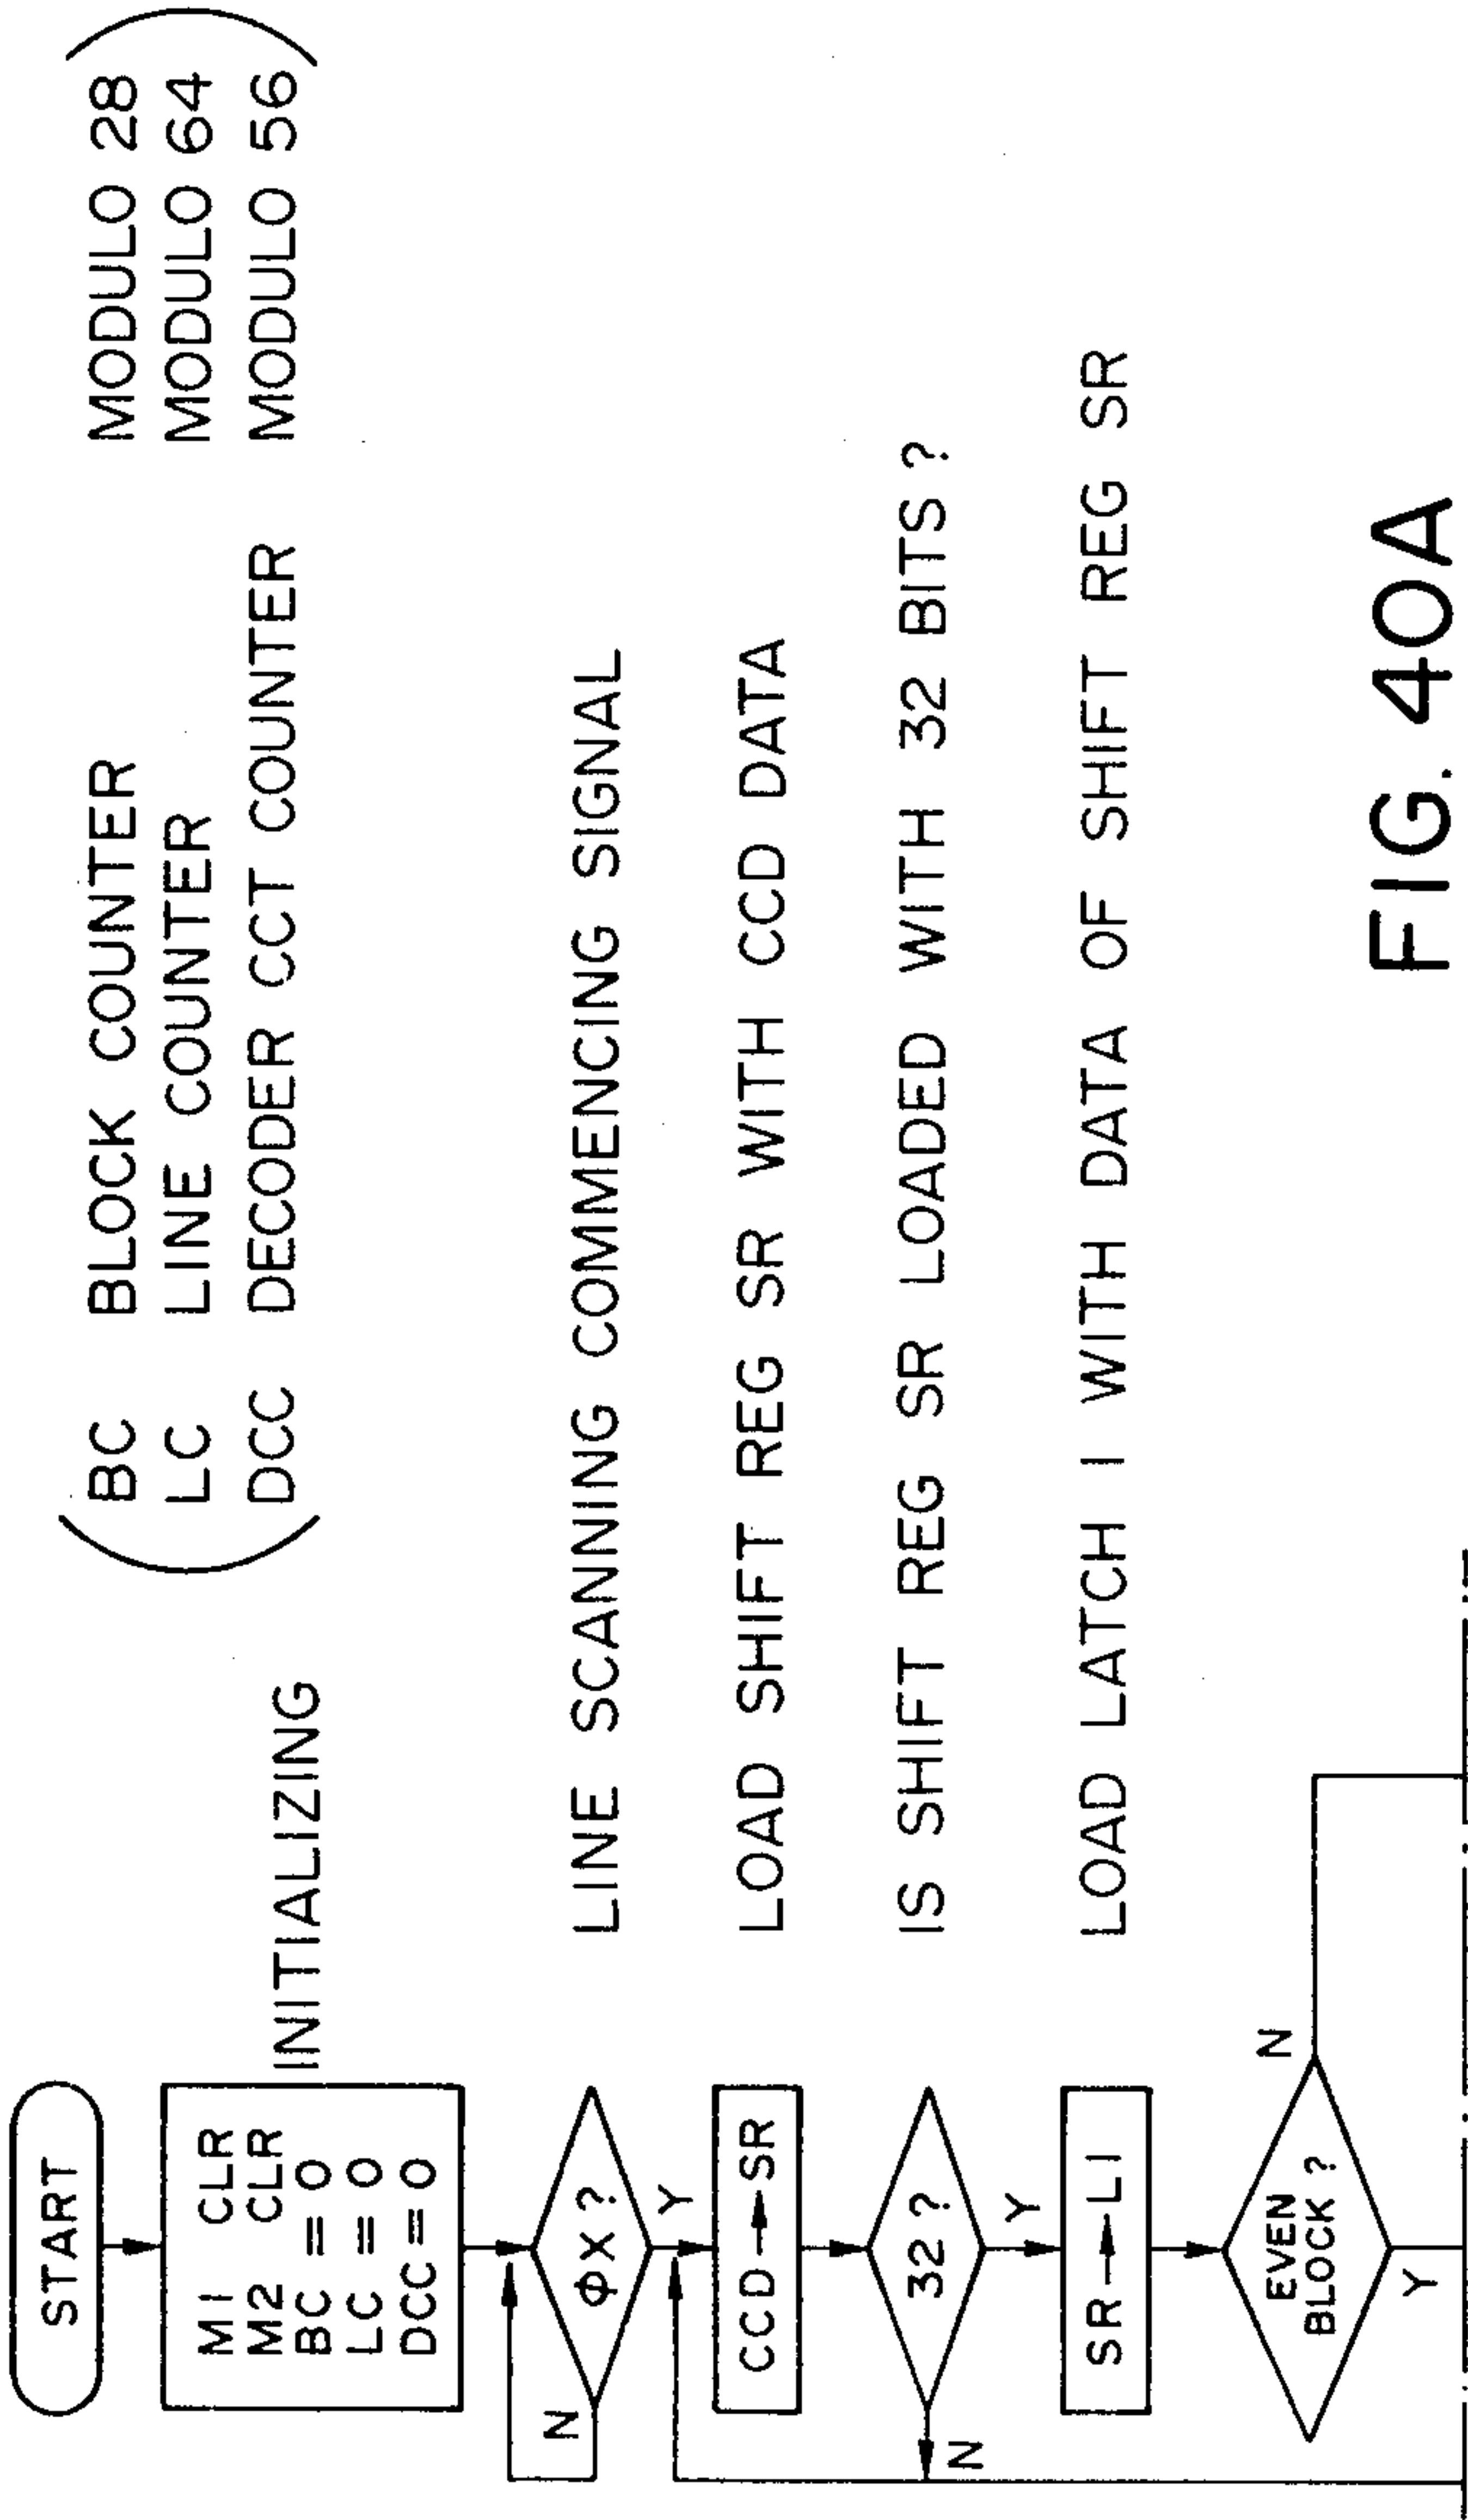 START
M1 CLR
M2 CLR
BC=0
LC=0
DCC=0
INITIALIZING
( BC BLOCK COUNTER MODULO 28
LC LINE COUNTER MODULO 64
DCC DECODER CCT COUNTER MODULO 56 )
N
ΦX?
LINE SCANNING COMMENCING SIGNAL
Y
CCD→SR
LOAD SHIFT REG SR WITH CCD DATA
32?
IS SHIFT REG SR LOADED WITH 32 BITS?
N
Y
SR→L1
LOAD LATCH 1 WITH DATA OF SHIFT REG SR
EVEN
BLOCK?
N
Y
FIG. 40A